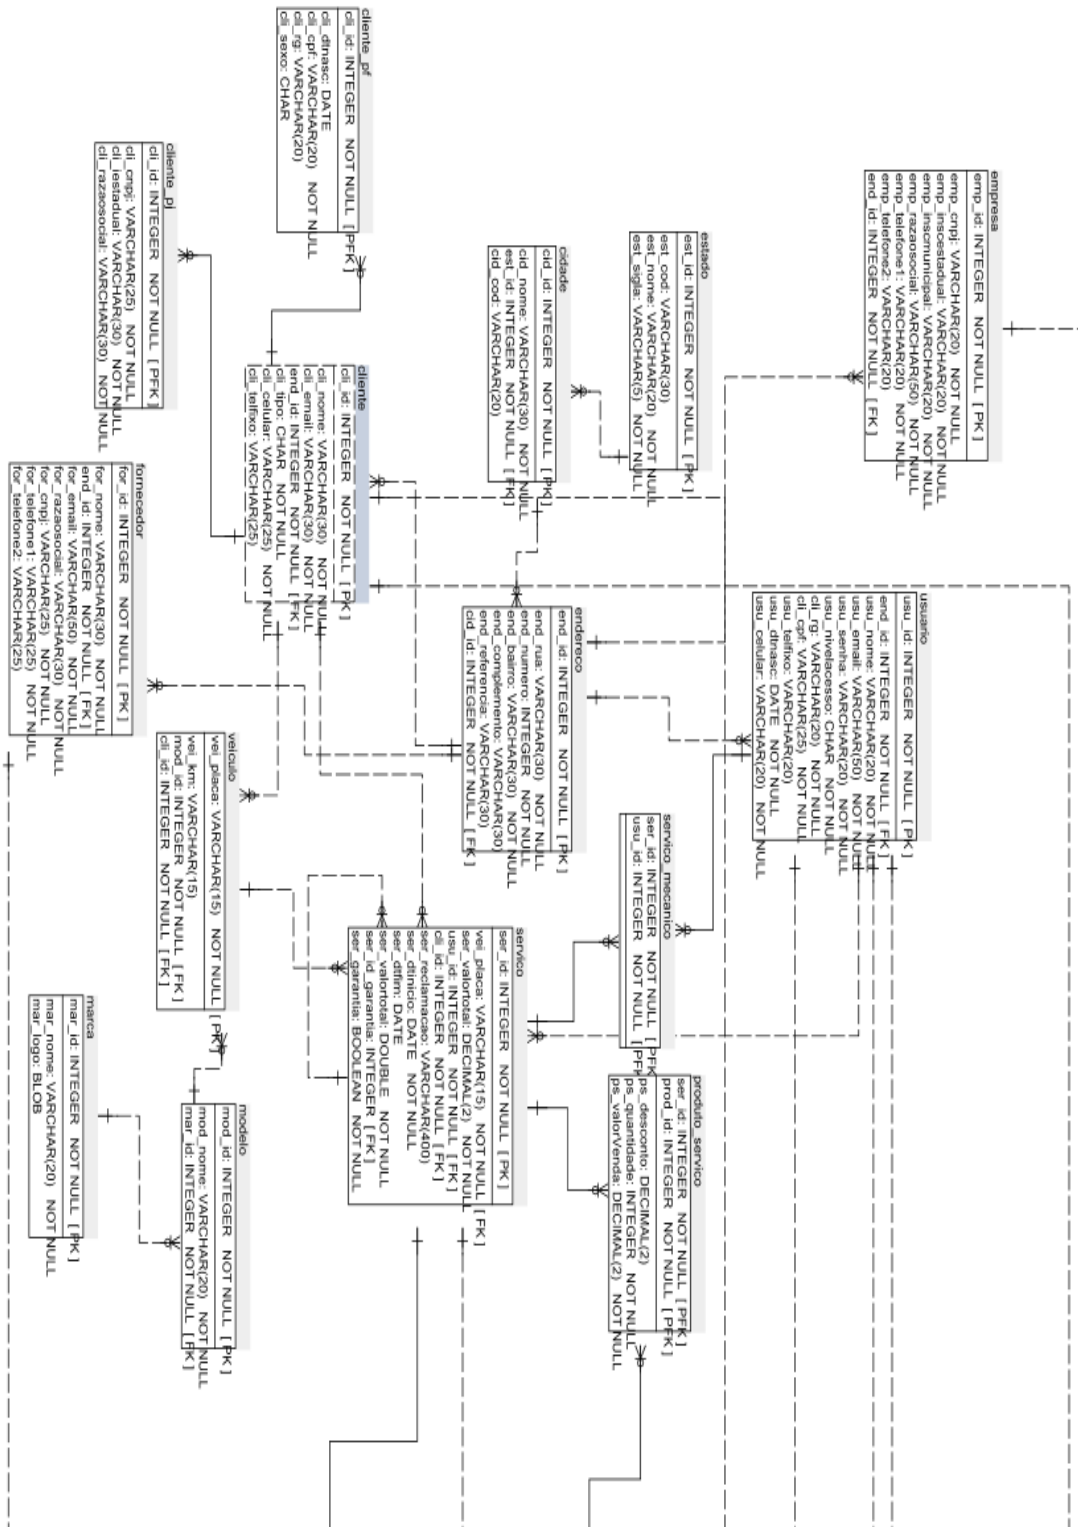 cliente_pf
cli_id: INTEGER NOT NULL [ PFK ]
cli_dtnasc: DATE
cli_cpf: VARCHAR(20) NOT NULL
cli_rg: VARCHAR(20)
cli_sexo: CHAR
cliente_pj
cli_id: INTEGER NOT NULL [ PFK ]
cli_cnpj: VARCHAR(25) NOT NULL
cli_iestadual: VARCHAR(30) NOT NULL
cli_razaosocial: VARCHAR(30) NOT NULL
empresa
emp_id: INTEGER NOT NULL [ PK ]
emp_cnpj: VARCHAR(20) NOT NULL
emp_insoestadual: VARCHAR(20) NOT NULL
emp_inscmunicipal: VARCHAR(20) NOT NULL
emp_razaosocial: VARCHAR(50) NOT NULL
emp_telefone1: VARCHAR(20) NOT NULL
emp_telefone2: VARCHAR(20)
end_id: INTEGER NOT NULL [ FK ]
estado
est_id: INTEGER NOT NULL [ PK ]
est_cod: VARCHAR(30)
est_nome: VARCHAR(20) NOT NULL
est_sigla: VARCHAR(5) NOT NULL
cidade
cid_id: INTEGER NOT NULL [ PK ]
cid_nome: VARCHAR(30) NOT NULL
est_id: INTEGER NOT NULL [ FK ]
cid_cod: VARCHAR(20)
cliente
cli_id: INTEGER NOT NULL [ PK ]
cli_nome: VARCHAR(30) NOT NULL
cli_email: VARCHAR(30) NOT NULL
end_id: INTEGER NOT NULL [ FK ]
cli_tipo: CHAR NOT NULL
cli_celular: VARCHAR(25) NOT NULL
cli_telfixo: VARCHAR(25)
fornecedor
for_id: INTEGER NOT NULL [ PK ]
for_nome: VARCHAR(30) NOT NULL
end_id: INTEGER NOT NULL [ FK ]
for_email: VARCHAR(50) NOT NULL
for_razaosocial: VARCHAR(30) NOT NULL
for_cnpj: VARCHAR(25) NOT NULL
for_telefone1: VARCHAR(25) NOT NULL
for_telefone2: VARCHAR(25)
endereco
end_id: INTEGER NOT NULL [ PK ]
end_rua: VARCHAR(30) NOT NULL
end_numero: INTEGER NOT NULL
end_bairro: VARCHAR(30) NOT NULL
end_complemento: VARCHAR(30)
end_referencia: VARCHAR(30)
cid_id: INTEGER NOT NULL [ FK ]
usuario
usu_id: INTEGER NOT NULL [ PK ]
end_id: INTEGER NOT NULL [ FK ]
usu_nome: VARCHAR(20) NOT NULL
usu_email: VARCHAR(50) NOT NULL
usu_senha: VARCHAR(20) NOT NULL
usu_nivelacesso: CHAR NOT NULL
cli_rg: VARCHAR(20) NOT NULL
cli_cpf: VARCHAR(25) NOT NULL
usu_telfixo: VARCHAR(20)
usu_dtnasc: DATE NOT NULL
usu_celular: VARCHAR(20) NOT NULL
veiculo
vei_placa: VARCHAR(15) NOT NULL [ PK ]
vei_km: VARCHAR(15)
mod_id: INTEGER NOT NULL [ FK ]
cli_id: INTEGER NOT NULL [ FK ]
servico_mecanico
ser_id: INTEGER NOT NULL [ PFK
usu_id: INTEGER NOT NULL [ PFK
servico
ser_id: INTEGER NOT NULL [ PK ]
vei_placa: VARCHAR(15) NOT NULL [ FK ]
ser_valortotal: DECIMAL(2) NOT NULL
usu_id: INTEGER NOT NULL [ FK ]
cli_id: INTEGER NOT NULL [ FK ]
ser_reclamacao: VARCHAR(400)
ser_dtinicio: DATE NOT NULL
ser_dtfim: DATE
ser_valortotal: DOUBLE NOT NULL
ser_id_garantia: INTEGER [ FK ]
ser_garantia: BOOLEAN NOT NULL
produto_servico
ser_id: INTEGER NOT NULL [ PFK ]
prod_id: INTEGER NOT NULL [ PFK ]
ps_desconto: DECIMAL(2)
ps_quantidade: INTEGER NOT NULL
ps_valorVenda: DECIMAL(2) NOT NULL
marca
mar_id: INTEGER NOT NULL [ PK ]
mar_nome: VARCHAR(20) NOT NULL
mar_logo: BLOB
modelo
mod_id: INTEGER NOT NULL [ PK ]
mod_nome: VARCHAR(20) NOT NULL
mar_id: INTEGER NOT NULL [ FK ]